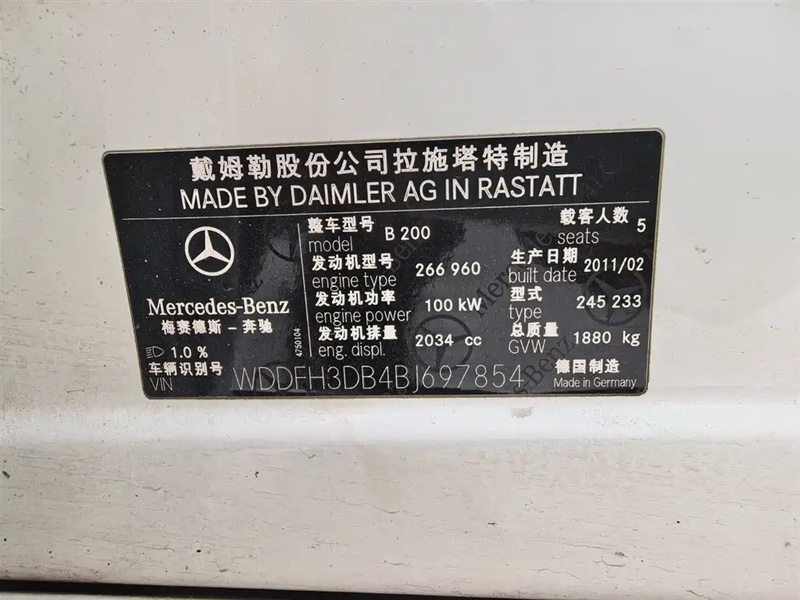 戴姆勒股份公司拉施塔特制造
MADE BY DAIMLER AG IN RASTATT
整车型号 model B 200 载客人数 seats 5
发动机型号 engine type 266 960 生产日期 built date 2011/02
发动机功率 engine power 100 kW 型式 type 245 233
发动机排量 eng. displ. 2034 cc 总质量 GVW 1880 kg
Mercedes-Benz
梅赛德斯－奔驰
4750104
1.0 %
车辆识别号 VIN WDDFH3DB4BJ697854 德国制造 Made in Germany